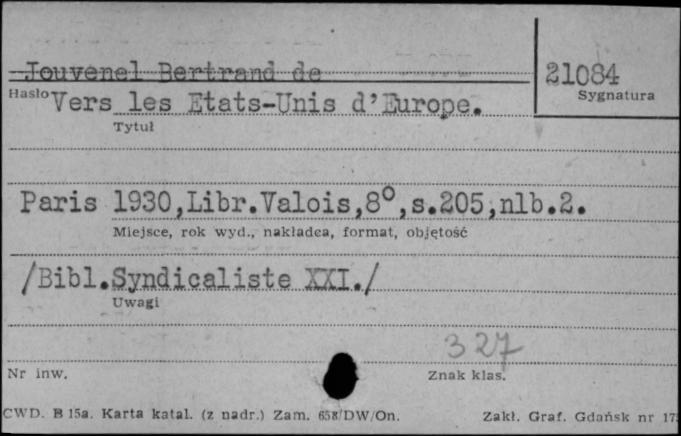 Jouvenel Bertrand de
21084
Hasło
Sygnatura
Vers les Etats-Unis d'Europe.
Tytuł
Paris 1930,Libr.Valois,8°,s.205,nlb.2.
Miejsce, rok wyd., nakładca, format, objętość
/Bibl.Syndicaliste XXI./
Uwagi
327
Nr inw.
Znak klas.
CWD. B 15a. Karta katal. (z nadr.) Zam. 658/DW/On.
Zakł. Graf. Gdańsk nr 17